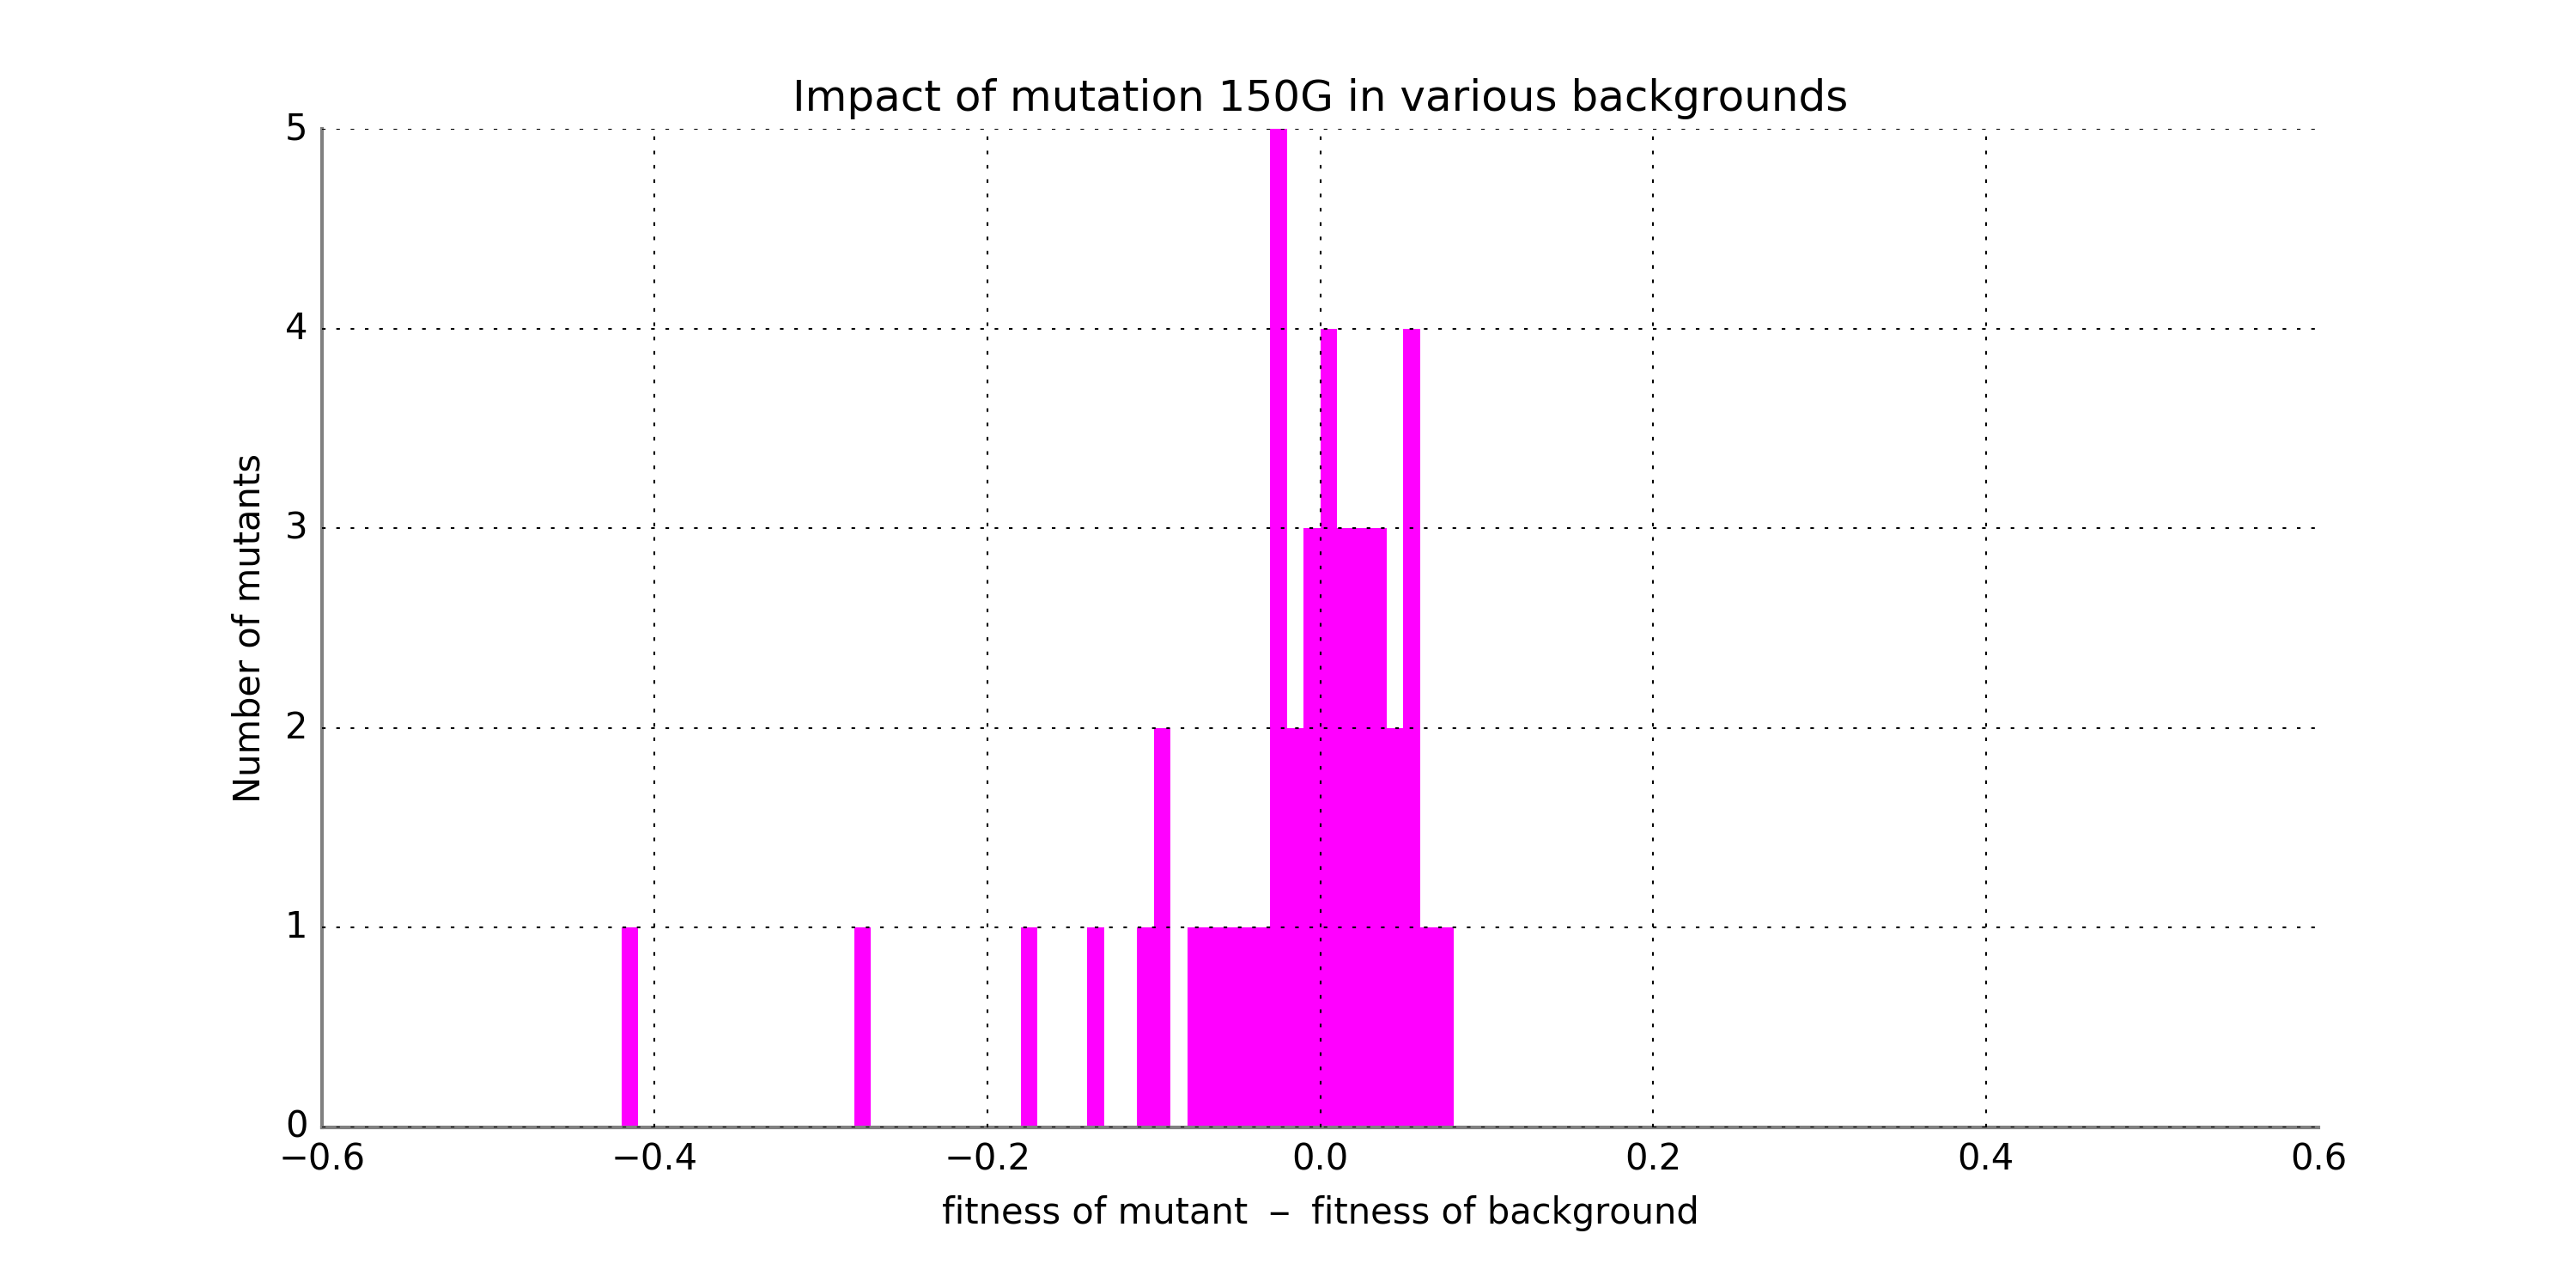 Impact of mutation 150G in various backgrounds
5
4
3
2
1
0
Number of mutants
−0.6 −0.4 −0.2 0.0 0.2 0.4 0.6
fitness of mutant − fitness of background